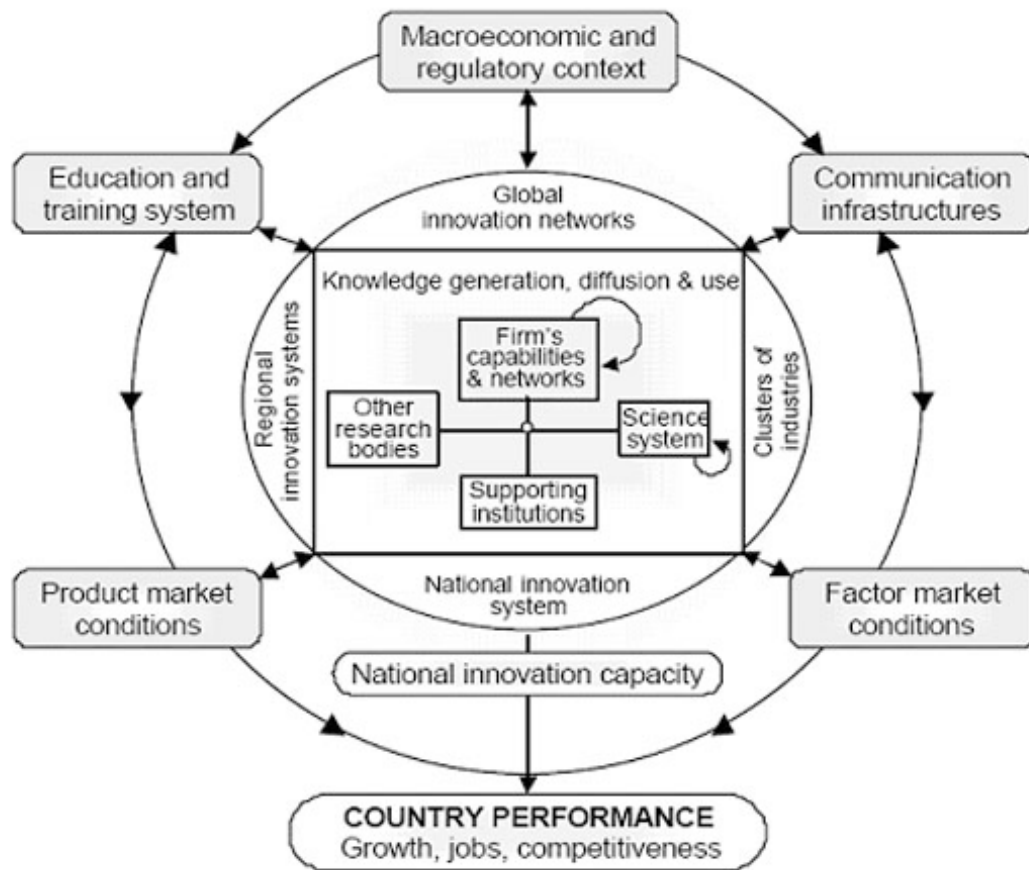 Macroeconomic and
regulatory context
Education and
training system
Communication
infrastructures
Global
innovation networks
Knowledge generation, diffusion & use
Firm's
capabilities
& networks
Regional
innovation systems
Clusters of
industries
Other
research
bodies
Science
system
Supporting
institutions
Product market
conditions
National innovation
system
Factor market
conditions
National innovation capacity
COUNTRY PERFORMANCE
Growth, jobs, competitiveness